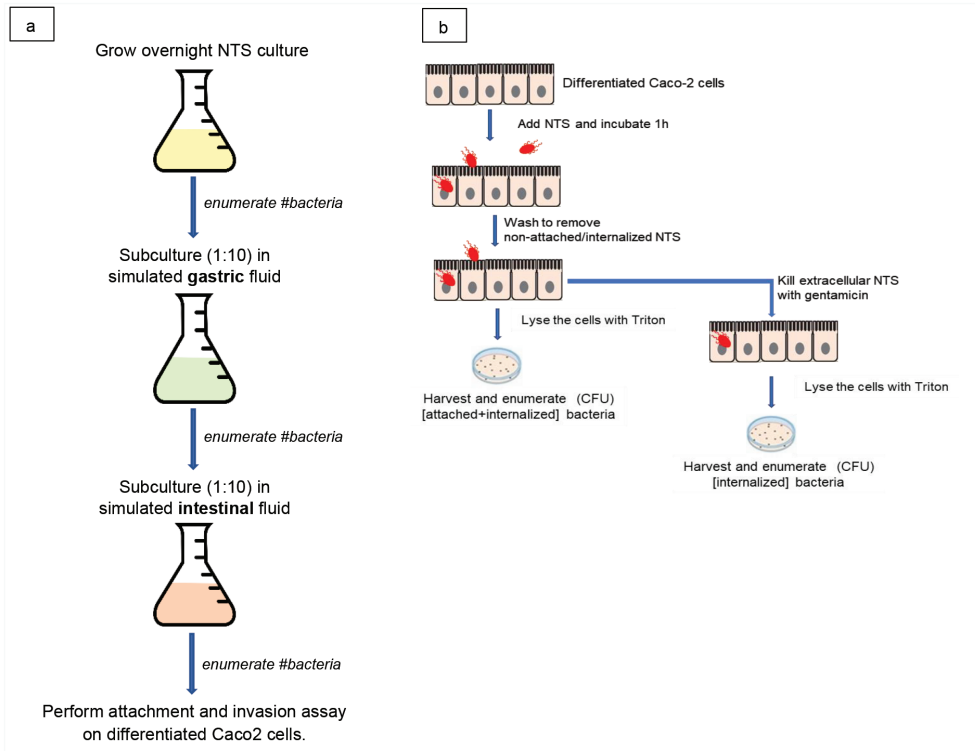 a
Grow overnight NTS culture
enumerate #bacteria
Subculture (1:10) in
simulated gastric fluid
enumerate #bacteria
Subculture (1:10) in
simulated intestinal fluid
enumerate #bacteria
Perform attachment and invasion assay
on differentiated Caco2 cells.
b
Differentiated Caco-2 cells
Add NTS and incubate 1h
Wash to remove
non-attached/internalized NTS
Kill extracellular NTS
with gentamicin
Lyse the cells with Triton
Harvest and enumerate (CFU)
[attached+internalized] bacteria
Lyse the cells with Triton
Harvest and enumerate (CFU)
[internalized] bacteria